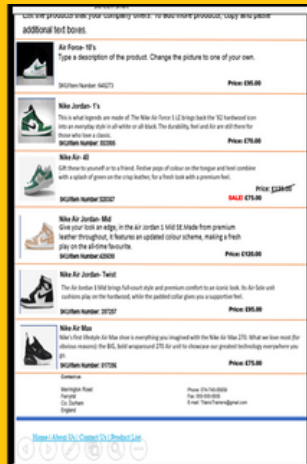 List the products that your company offers. To add more products, copy and paste
additional text boxes.
Air Force- 10's
Type a description of the product. Change the picture to one of your own.
SKU/Item Number: 640273
Price: £95.00
Nike Jordan- 1's
This is what legends are made of. The Nike Air Force 1 LE brings back the '82 hardwood icon
into an everyday style in all-white or all-black. The durability, feel and Air are still there for
those who love a classic.
SKU/Item Number:
Price: £70.00
Nike Air- 40
Gift these to yourself or to a friend. Festive pops of colour on the tongue and heel combine
with a splash of green on the crisp leather, for a fresh look with a premium feel.
Price:
SKU/Item Number:
SALE! £75.00
Nike Air Jordan- Mid
Give your look an edge, in the Air Jordan 1 Mid SE. Made from premium
leather throughout, it features an updated colour scheme, making a fresh
play on the all-time favourite.
SKU/Item Number:
Price: £120.00
Nike Air Jordan- Twist
The Air Jordan 1 Mid brings full-court style and premium comfort to an iconic look. Its Air-Sole unit
cushions play on the hardwood, while the padded collar gives you a supportive feel.
SKU/Item Number:
Price: £95.00
Nike Air Max
Nike's first lifestyle Air Max shoe is everything you imagined with the Nike Air Max 270. What we love most (for
obvious reasons): the BIG, bold wraparound 270 Air unit to showcase our greatest technology everywhere you
go.
SKU/Item Number:
Price: £75.00
Contact us
Werrington Road
Ferryhill
Co. Durham
England
Phone:
Fax:
E-mail:
Home | About Us | Contact Us | Product List